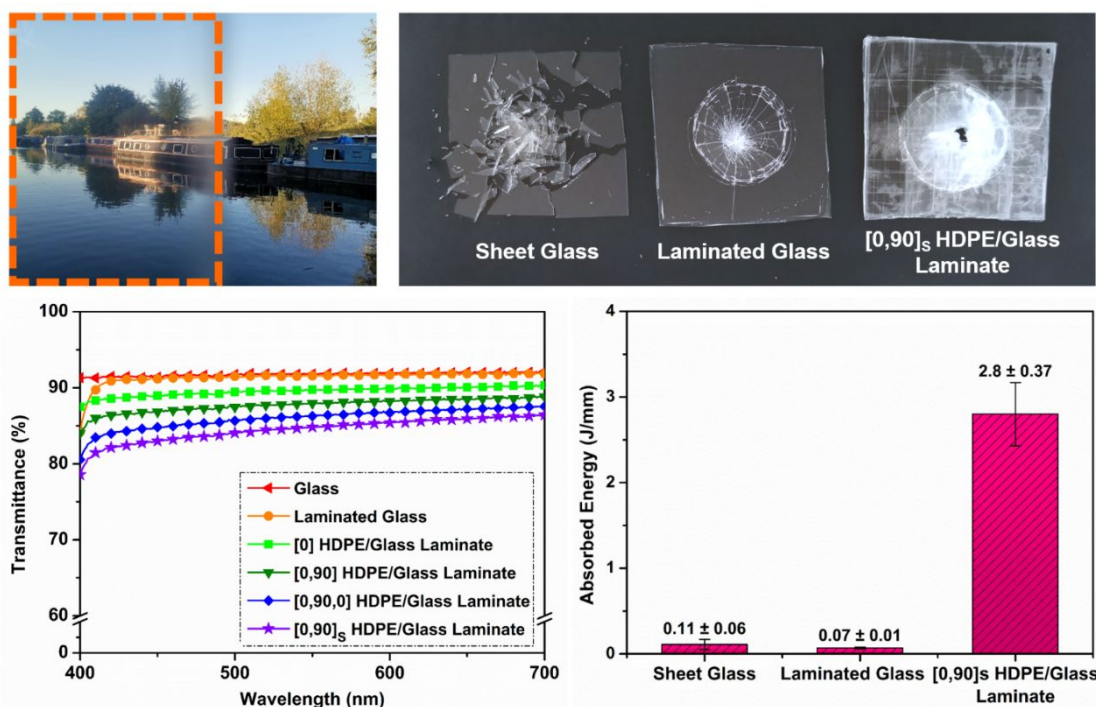 Sheet Glass
Laminated Glass
[0,90]s HDPE/Glass
Laminate
Transmittance (%)
100
90
80
70
60
0
400
500
600
700
Wavelength (nm)
Glass
Laminated Glass
[0] HDPE/Glass Laminate
[0,90] HDPE/Glass Laminate
[0,90,0] HDPE/Glass Laminate
[0,90]s HDPE/Glass Laminate
Absorbed Energy (J/mm)
4
3
2
1
0
0.11 ± 0.06
0.07 ± 0.01
2.8 ± 0.37
Sheet Glass
Laminated Glass
[0,90]s HDPE/Glass
Laminate